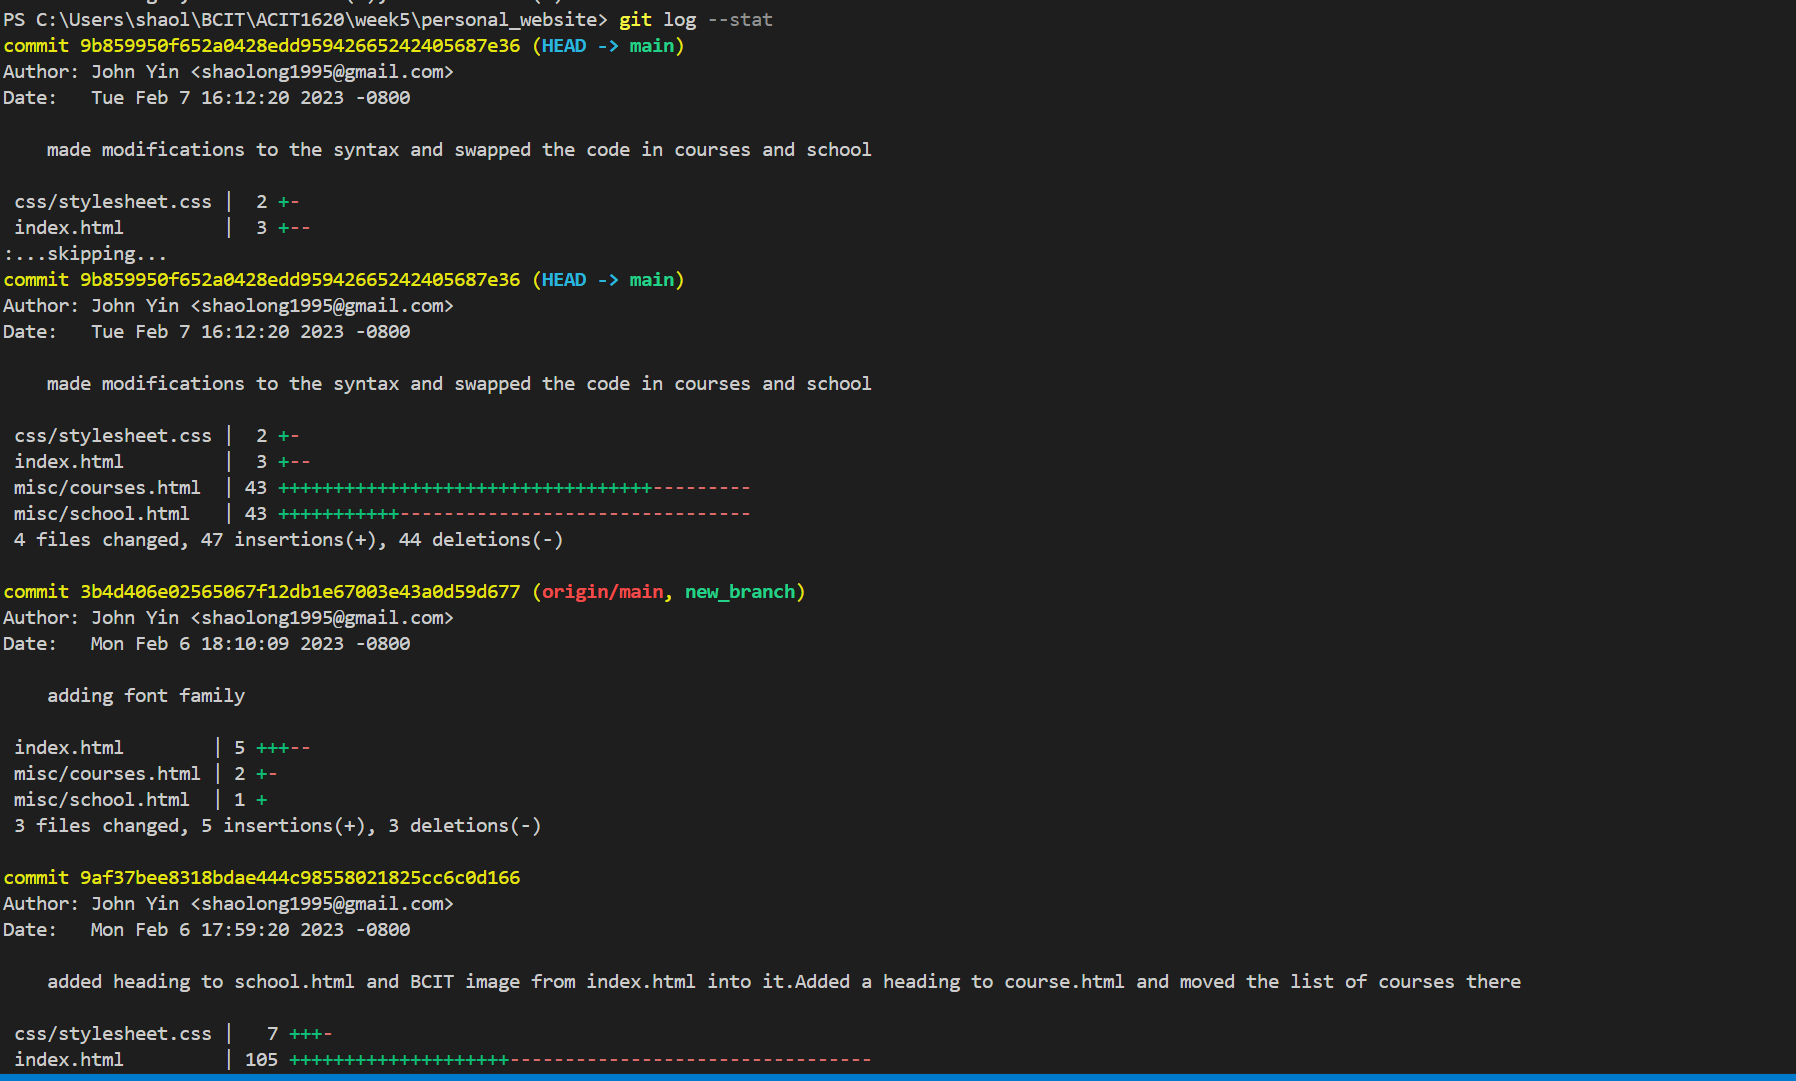 PS C:\Users\shaol\BCIT\ACIT1620\week5\personal_website> git log --stat
commit 9b859950f652a0428edd95942665242405687e36 (HEAD -> main)
Author: John Yin <shaolong1995@gmail.com>
Date:   Tue Feb 7 16:12:20 2023 -0800
made modifications to the syntax and swapped the code in courses and school
css/stylesheet.css |  2 +-
index.html         |  3 +--
:...skipping...
commit 9b859950f652a0428edd95942665242405687e36 (HEAD -> main)
Author: John Yin <shaolong1995@gmail.com>
Date:   Tue Feb 7 16:12:20 2023 -0800
made modifications to the syntax and swapped the code in courses and school
css/stylesheet.css |  2 +-
index.html         |  3 +--
misc/courses.html  | 43 ++++++++++++++++++++++++++++++++++---------
misc/school.html   | 43 +++++++++++--------------------------------
4 files changed, 47 insertions(+), 44 deletions(-)
commit 3b4d406e02565067f12db1e67003e43a0d59d677 (origin/main, new_branch)
Author: John Yin <shaolong1995@gmail.com>
Date:   Mon Feb 6 18:10:09 2023 -0800
adding font family
index.html        | 5 +++--
misc/courses.html | 2 +-
misc/school.html  | 1 +
3 files changed, 5 insertions(+), 3 deletions(-)
commit 9af37bee8318bdae444c98558021825cc6c0d166
Author: John Yin <shaolong1995@gmail.com>
Date:   Mon Feb 6 17:59:20 2023 -0800
added heading to school.html and BCIT image from index.html into it.Added a heading to course.html and moved the list of courses there
css/stylesheet.css |   7 +++-
index.html         | 105 ++++++++++++++++++++---------------------------------